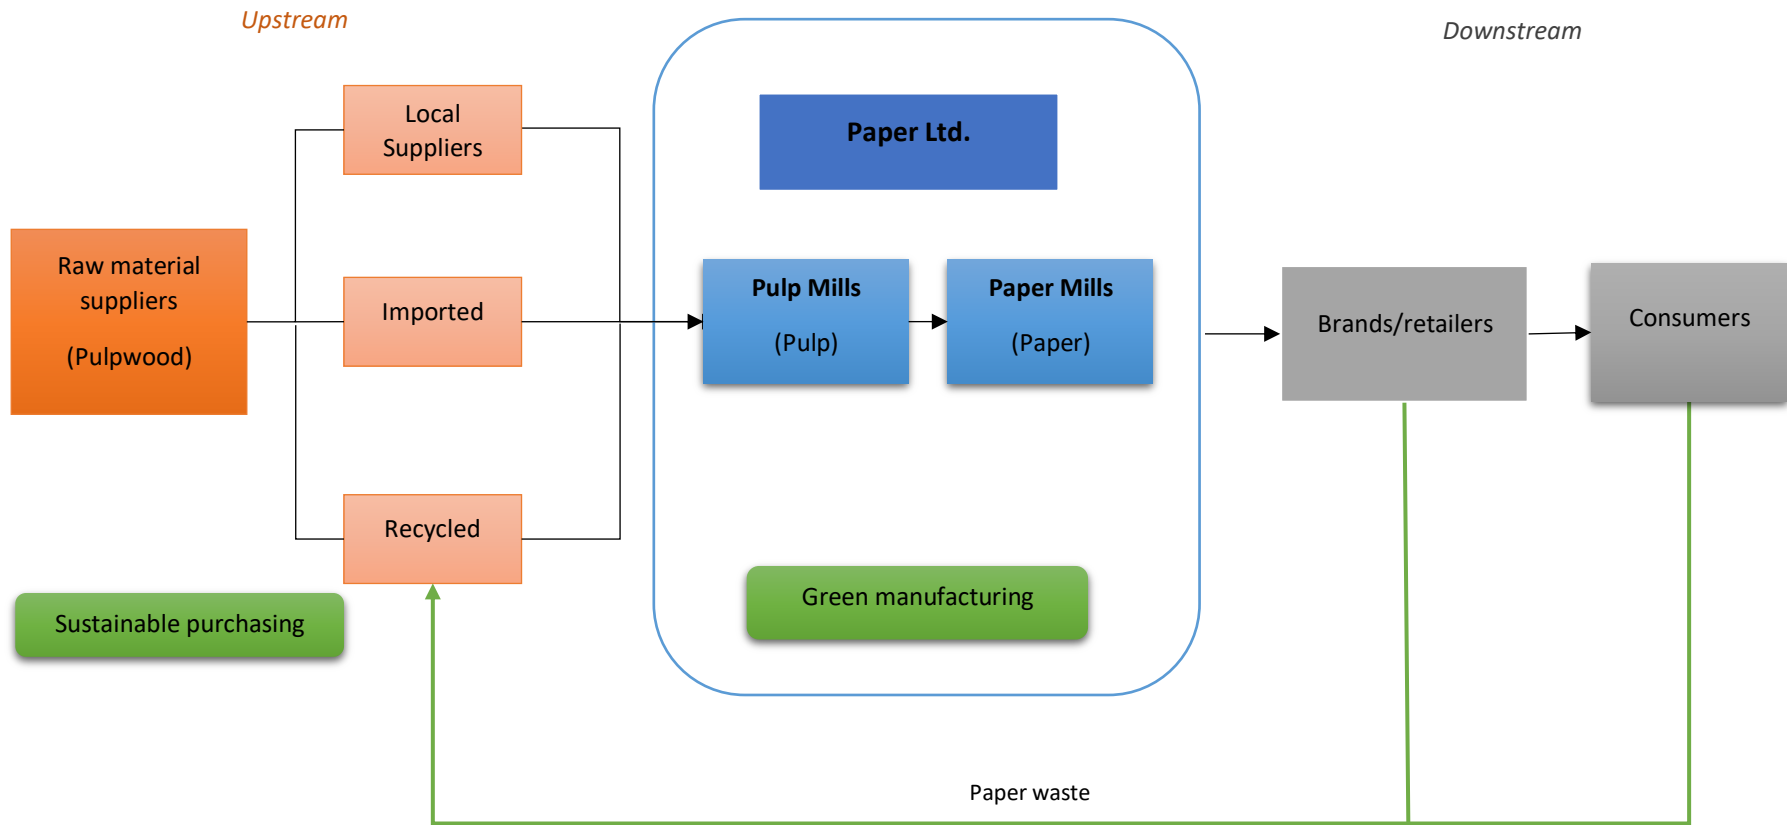 Upstream
Downstream
Local
Suppliers
Paper Ltd.
Raw material
suppliers
(Pulpwood)
Imported
Pulp Mills
(Pulp)
Paper Mills
(Paper)
Brands/retailers
Consumers
Recycled
Sustainable purchasing
Green manufacturing
Paper waste